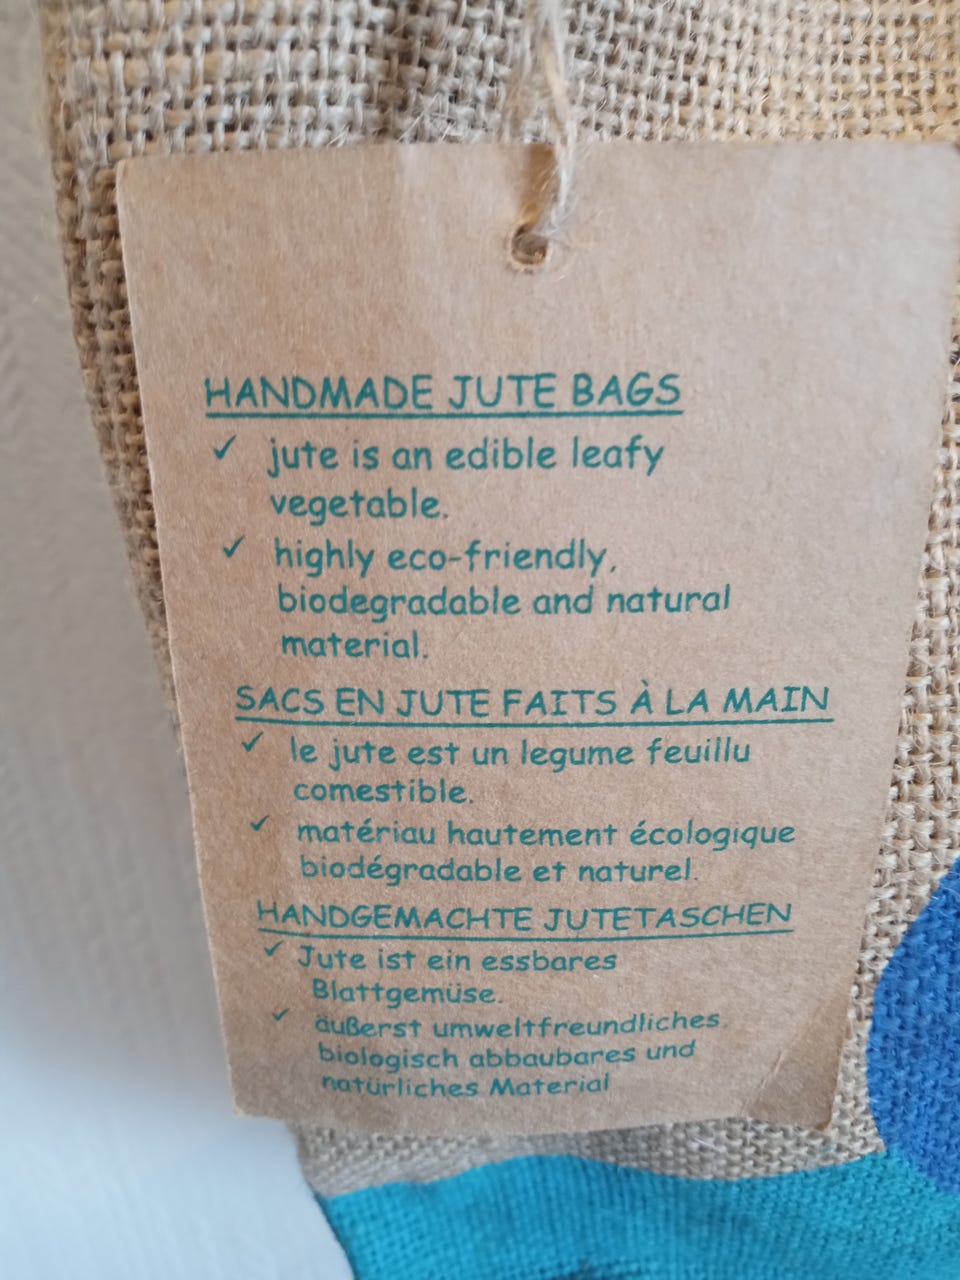 HANDMADE JUTE BAGS
✓ jute is an edible leafy
vegetable.
✓ highly eco-friendly,
biodegradable and natural
material.
SACS EN JUTE FAITS À LA MAIN
✓ le jute est un legume feuillu
comestible.
✓ matériau hautement écologique
biodégradable et naturel.
HANDGEMACHTE JUTETASCHEN
✓ Jute ist ein essbares
Blattgemüse.
✓ äußerst umweltfreundliches,
biologisch abbaubares und
natürliches Material